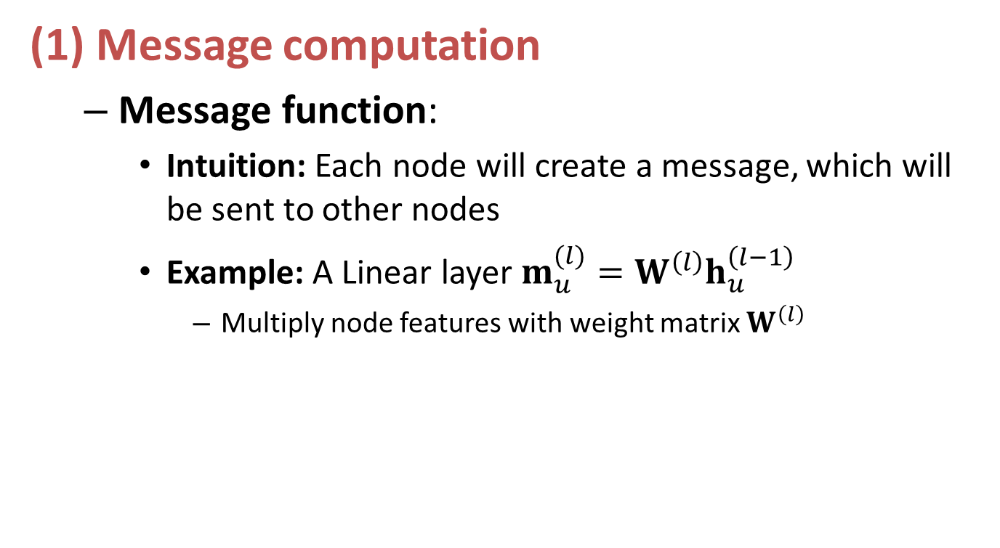 (1) Message computation
– Message function:
• Intuition: Each node will create a message, which will
be sent to other nodes
• Example: A Linear layer $\mathbf{m}_u^{(l)} = \mathbf{W}^{(l)}\mathbf{h}_u^{(l-1)}$
– Multiply node features with weight matrix $\mathbf{W}^{(l)}$